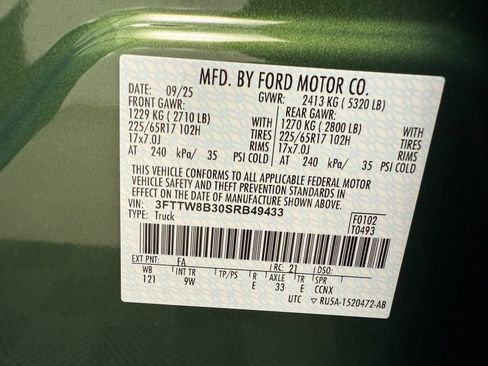 MFD. BY FORD MOTOR CO.
DATE: 09/25 GVWR: 2413 KG ( 5320 LB)
FRONT GAWR: REAR GAWR:
1229 KG ( 2710 LB) WITH 1270 KG ( 2800 LB) WITH
225/65R17 102H TIRES 225/65R17 102H TIRES
17x7.0J RIMS 17x7.0J RIMS
AT 240 kPa/ 35 PSI COLD AT 240 kPa/ 35 PSI COLD
THIS VEHICLE CONFORMS TO ALL APPLICABLE FEDERAL MOTOR
VEHICLE SAFETY AND THEFT PREVENTION STANDARDS IN
EFFECT ON THE DATE OF MANUFACTURE SHOWN ABOVE.
VIN: 3FTTW8B30SRB49433 F0102
TYPE: Truck T0493
EXT PNT: FA RC: 21 DSO:
WB INT TR TP/PS R AXLE TR SPR
121 9W E 33 E CCNX
UTC RU5A-1520472-AB